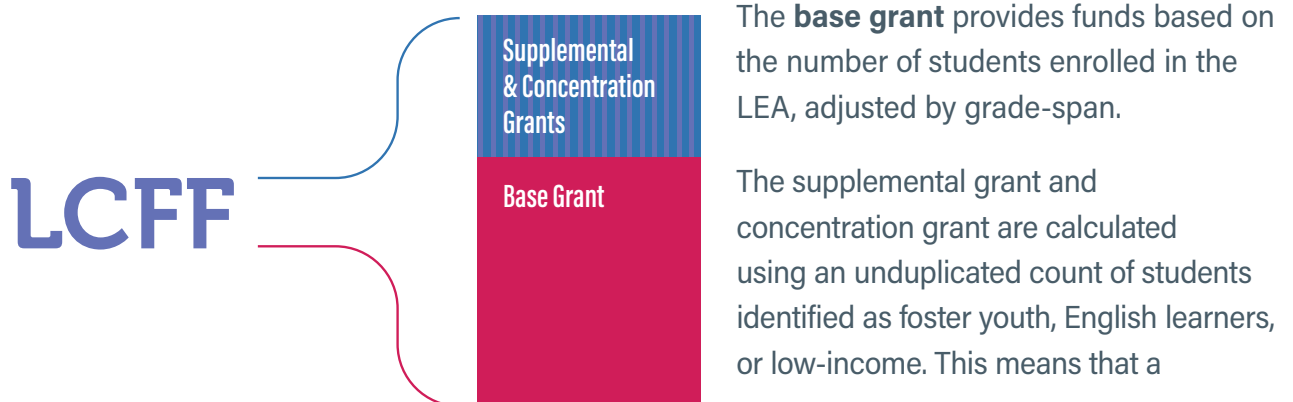 LCFF
Supplemental
& Concentration
Grants
Base Grant
The base grant provides funds based on
the number of students enrolled in the
LEA, adjusted by grade-span.
The supplemental grant and
concentration grant are calculated
using an unduplicated count of students
identified as foster youth, English learners,
or low-income. This means that a